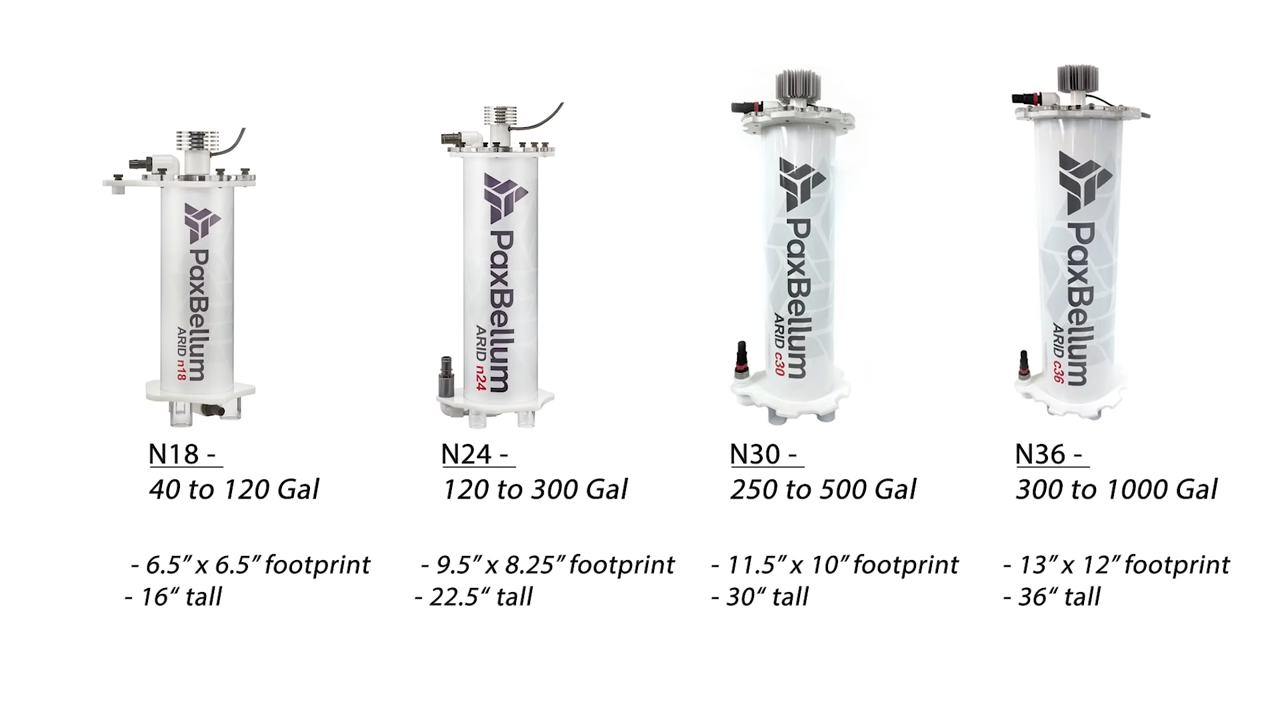 PaxBellum
ARID n18
PaxBellum
ARID n24
PaxBellum
ARID c30
PaxBellum
ARID c36
N18 -
40 to 120 Gal
- 6.5” x 6.5” footprint
- 16“ tall
N24 -
120 to 300 Gal
- 9.5” x 8.25” footprint
- 22.5“ tall
N30 -
250 to 500 Gal
- 11.5” x 10” footprint
- 30“ tall
N36 -
300 to 1000 Gal
- 13” x 12” footprint
- 36“ tall